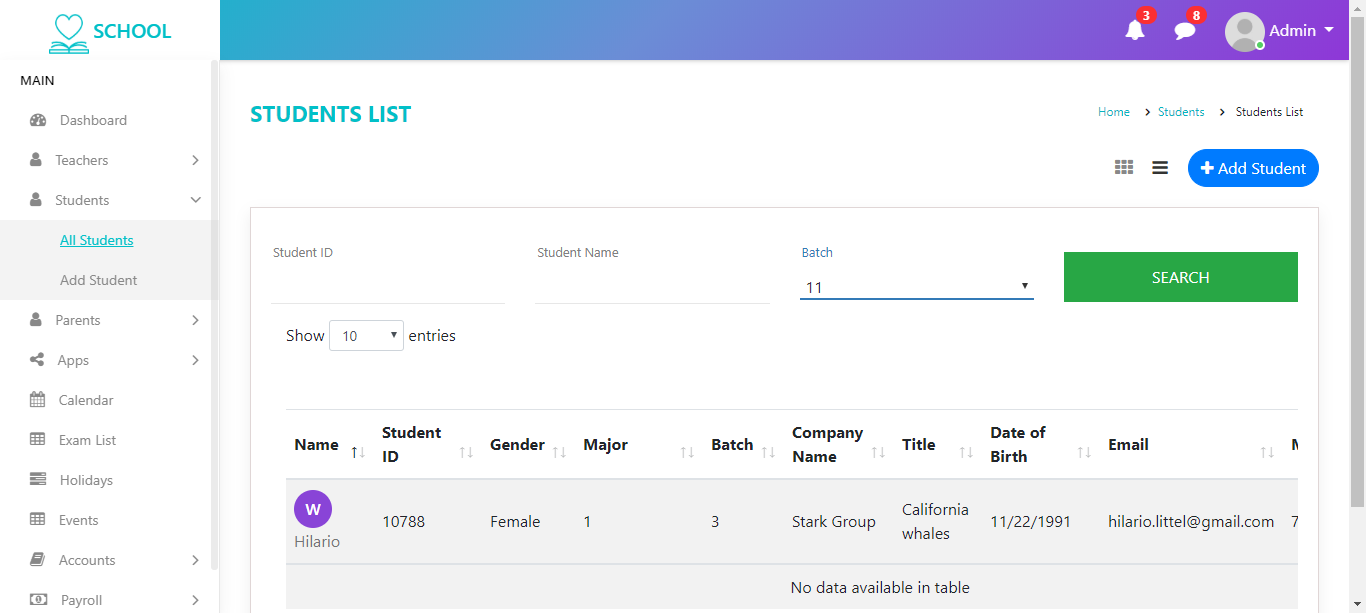 SCHOOL
3
8
Admin
MAIN
Dashboard
Teachers
Students
All Students
Add Student
Parents
Apps
Calendar
Exam List
Holidays
Events
Accounts
Payroll
STUDENTS LIST
Home > Students > Students List
Add Student
Student ID
Student Name
Batch
11
SEARCH
Show 10 entries
Name
Student ID
Gender
Major
Batch
Company Name
Title
Date of Birth
Email
W
Hilario
10788
Female
1
3
Stark Group
California whales
11/22/1991
hilario.littel@gmail.com
7
No data available in table